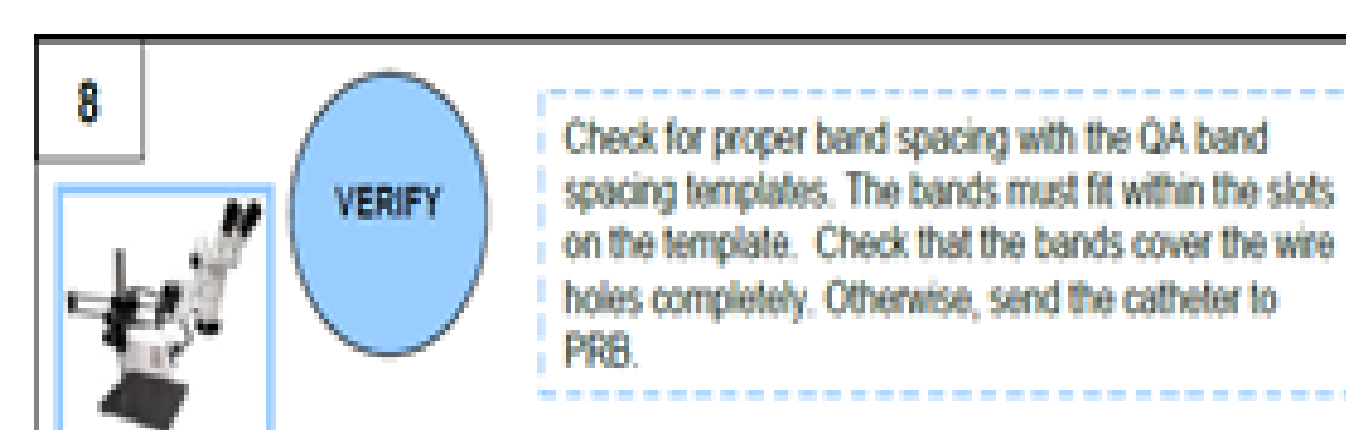 8
VERIFY
Check for proper band spacing with the QA band
spacing templates. The bands must fit within the slots
on the template. Check that the bands cover the wire
holes completely. Otherwise, send the catheter to
PRB.